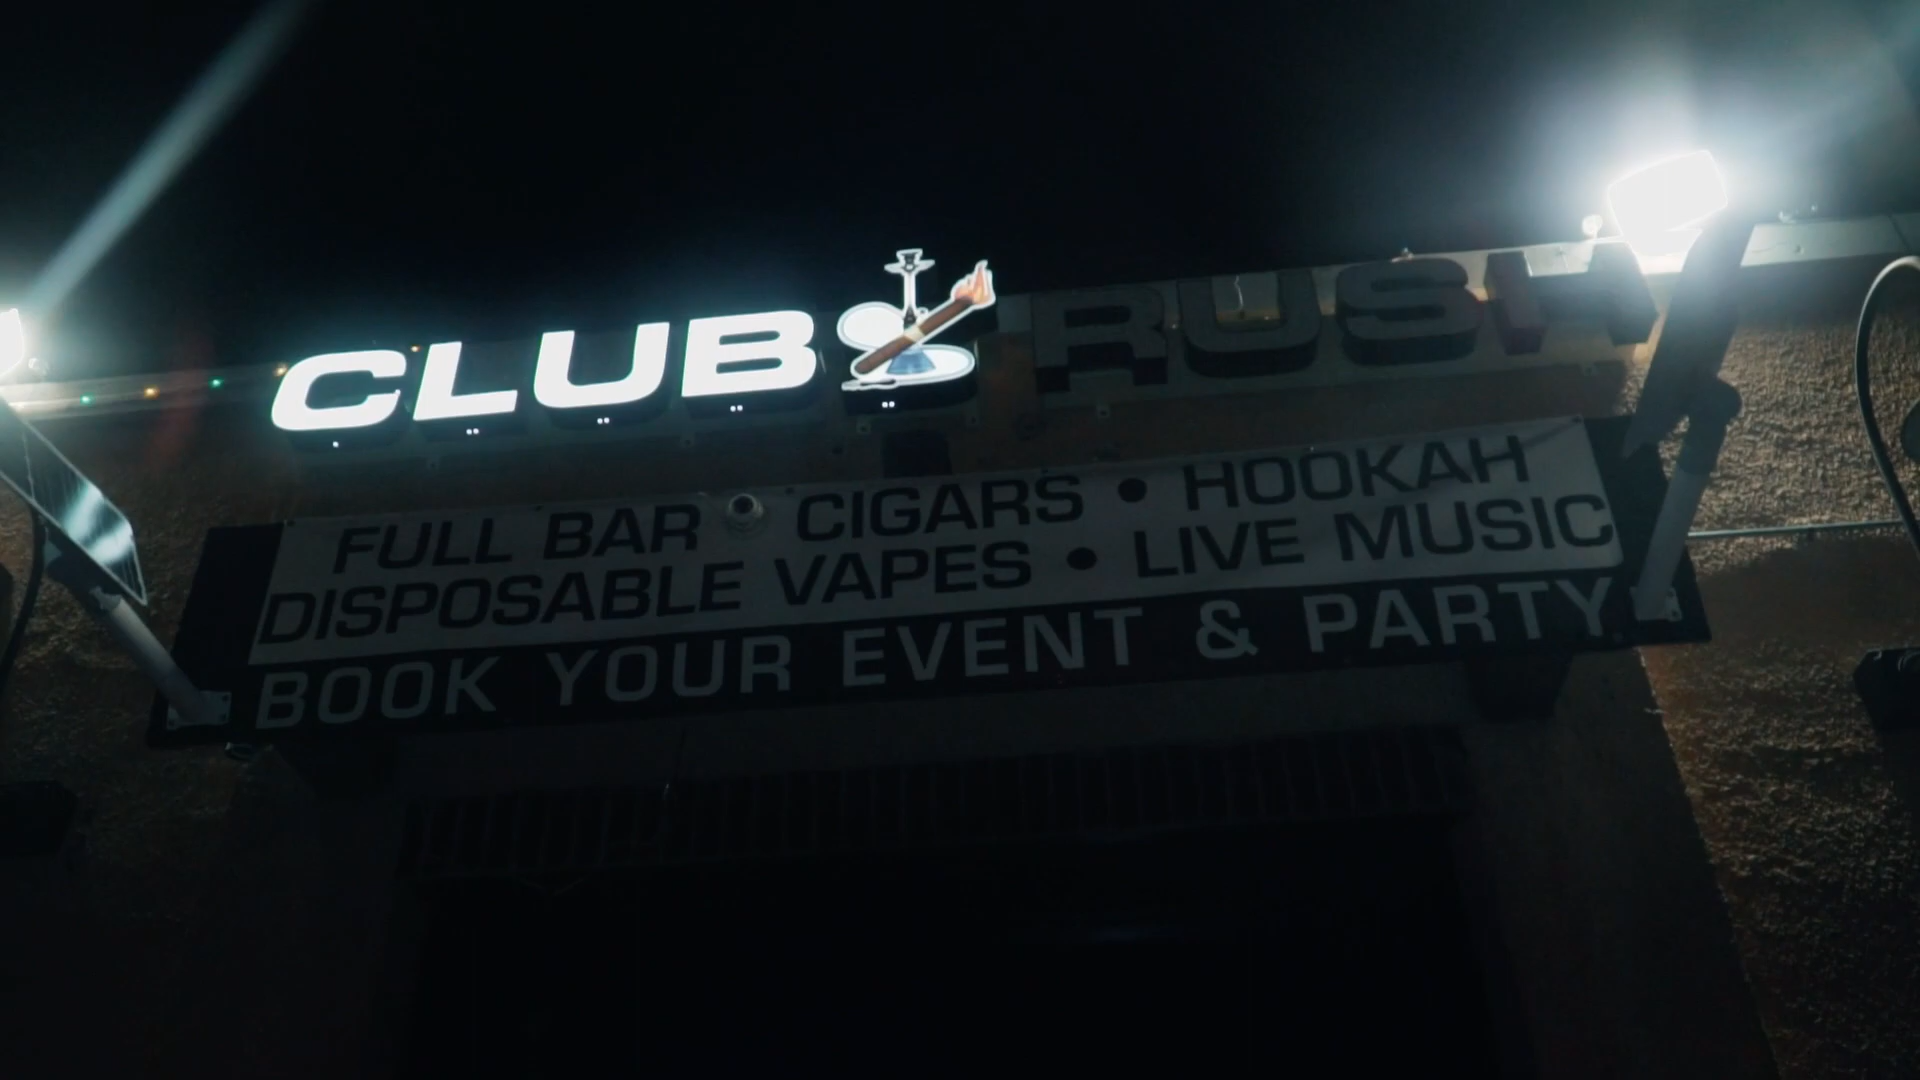 CLUB RUSH
FULL BAR CIGARS • HOOKAH
DISPOSABLE VAPES • LIVE MUSIC
BOOK YOUR EVENT & PARTY